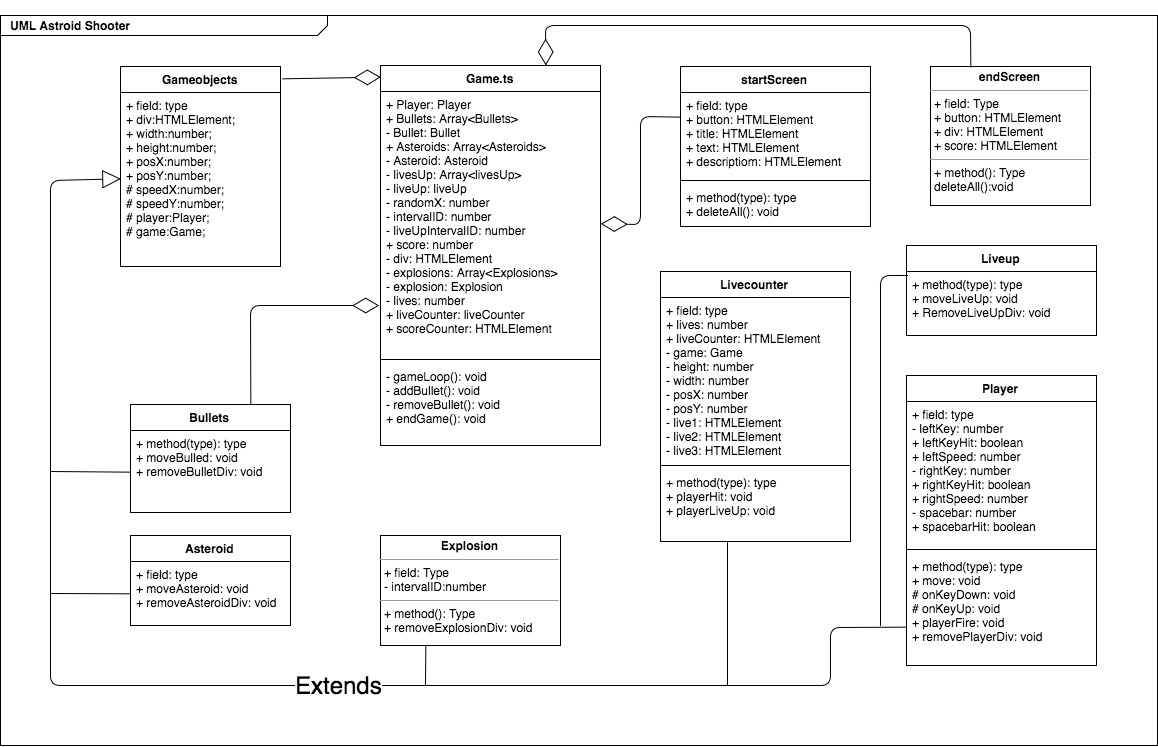 UML Astroid Shooter
Gameobjects
+ field: type
+ div:HTMLElement;
+ width:number;
+ height:number;
+ posX:number;
+ posY:number;
# speedX:number;
# speedY:number;
# player:Player;
# game:Game;
Game.ts
+ Player: Player
+ Bullets: Array<Bullets>
- Bullet: Bullet
+ Asteroids: Array<Asteroids>
- Asteroid: Asteroid
- livesUp: Array<livesUp>
- liveUp: liveUp
- randomX: number
- intervalID: number
- liveUpIntervalID: number
+ score: number
- div: HTMLElement
- explosions: Array<Explosions>
- explosion: Explosion
- lives: number
+ liveCounter: liveCounter
+ scoreCounter: HTMLElement
- gameLoop(): void
- addBullet(): void
- removeBullet(): void
+ endGame(): void
startScreen
+ field: type
+ button: HTMLElement
+ title: HTMLElement
+ text: HTMLElement
+ descriptiom: HTMLElement
+ method(type): type
+ deleteAll(): void
endScreen
+ field: Type
+ button: HTMLElement
+ div: HTMLElement
+ score: HTMLElement
+ method(): Type
deleteAll():void
Liveup
+ method(type): type
+ moveLiveUp: void
+ RemoveLiveUpDiv: void
Livecounter
+ field: type
+ lives: number
+ liveCounter: HTMLElement
- game: Game
- height: number
- width: number
- posX: number
- posY: number
- live1: HTMLElement
- live2: HTMLElement
- live3: HTMLElement
+ method(type): type
+ playerHit: void
+ playerLiveUp: void
Player
+ field: type
- leftKey: number
+ leftKeyHit: boolean
+ leftSpeed: number
- rightKey: number
+ rightKeyHit: boolean
+ rightSpeed: number
- spacebar: number
+ spacebarHit: boolean
+ method(type): type
+ move: void
# onKeyDown: void
# onKeyUp: void
+ playerFire: void
+ removePlayerDiv: void
Bullets
+ method(type): type
+ moveBulled: void
+ removeBulletDiv: void
Asteroid
+ field: type
+ moveAsteroid: void
+ removeAsteroidDiv: void
Explosion
+ field: Type
- intervalID:number
+ method(): Type
+ removeExplosionDiv: void
Extends